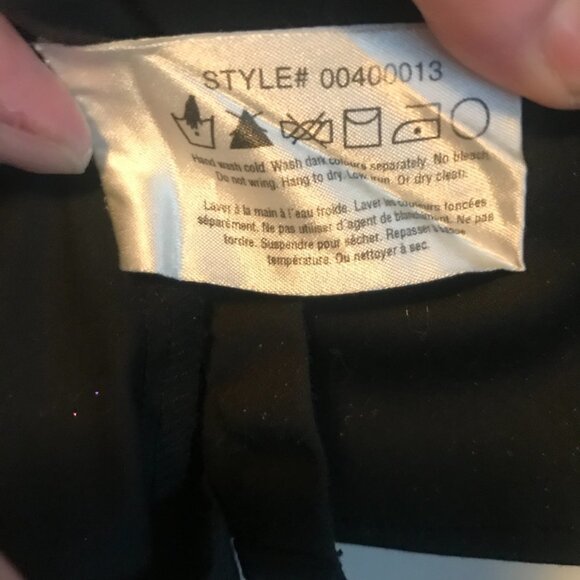 STYLE# 00400013
Hand wash cold. Wash dark colours separately. No bleach.
Do not wring. Hang to dry. Low iron. Or dry clean.
Laver à la main à l'eau froide. Laver les couleurs foncées
séparément. Ne pas utiliser d'agent de blanchiment. Ne pas
tordre. Suspendre pour sécher. Repasser à basse
température. Ou nettoyer à sec.